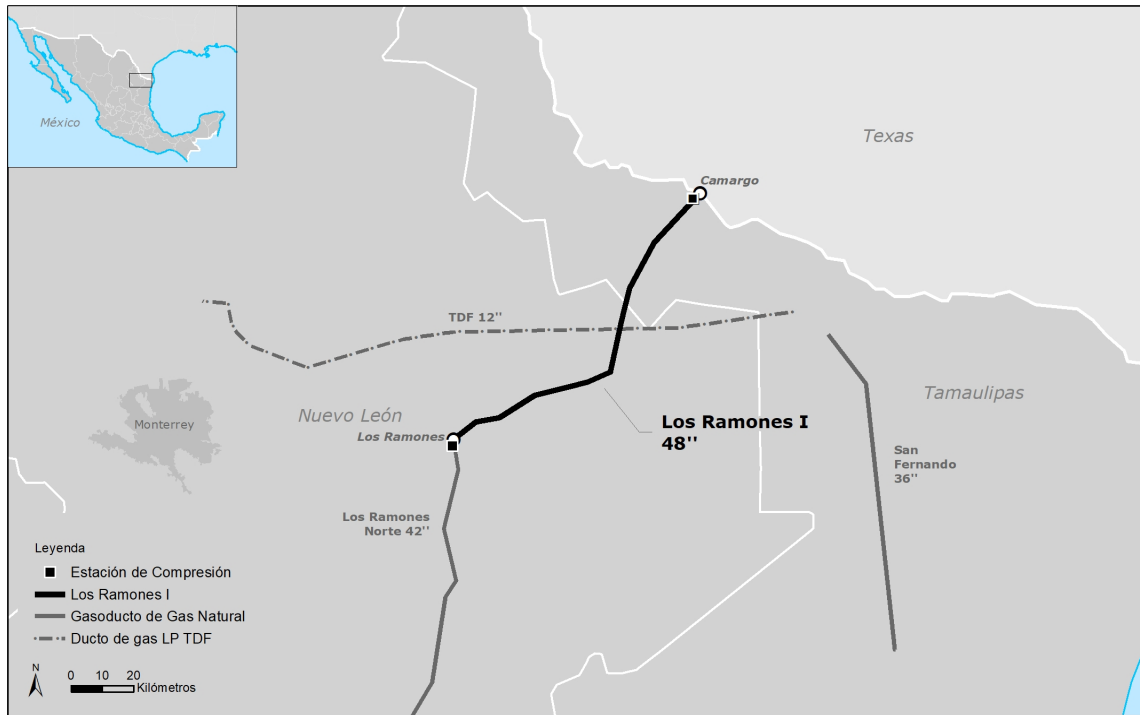 México
Texas
Camargo
TDF 12''
Nuevo León
Tamaulipas
Monterrey
Los Ramones
Los Ramones I
48''
San
Fernando
36''
Los Ramones
Norte 42''
Leyenda
Estación de Compresión
Los Ramones I
Gasoducto de Gas Natural
Ducto de gas LP TDF
N
0 10 20
Kilómetros